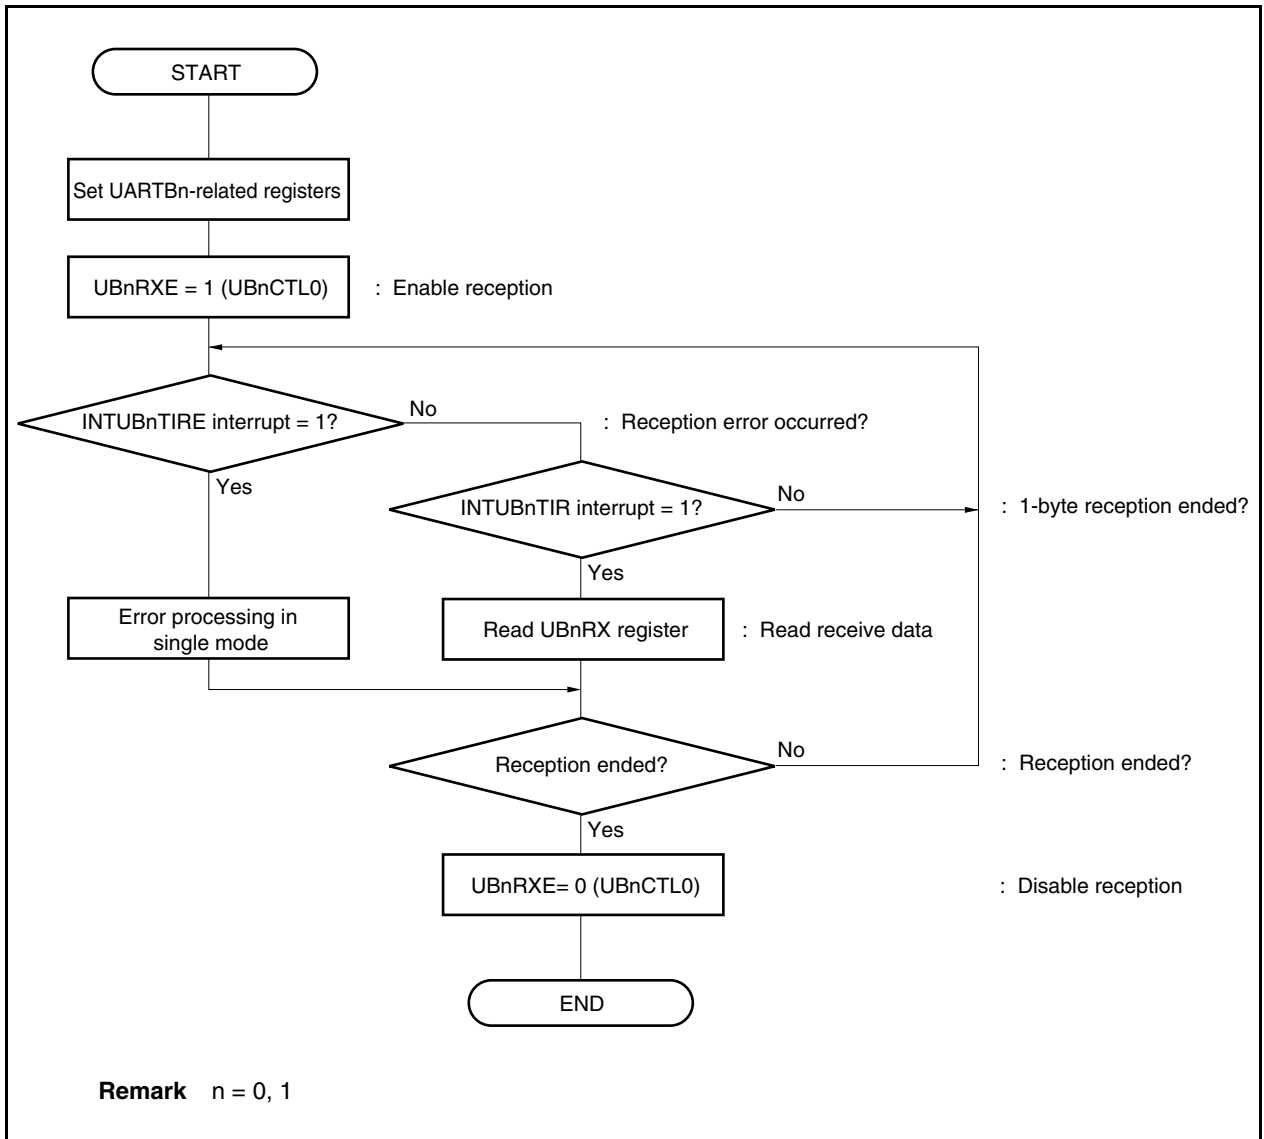 START
Set UARTBn-related registers
UBnRXE = 1 (UBnCTL0)
: Enable reception
INTUBnTIRE interrupt = 1?
No
: Reception error occurred?
Yes
INTUBnTIR interrupt = 1?
No
: 1-byte reception ended?
Yes
Error processing in
single mode
Read UBnRX register
: Read receive data
Reception ended?
No
: Reception ended?
Yes
UBnRXE= 0 (UBnCTL0)
: Disable reception
END
Remark n = 0, 1